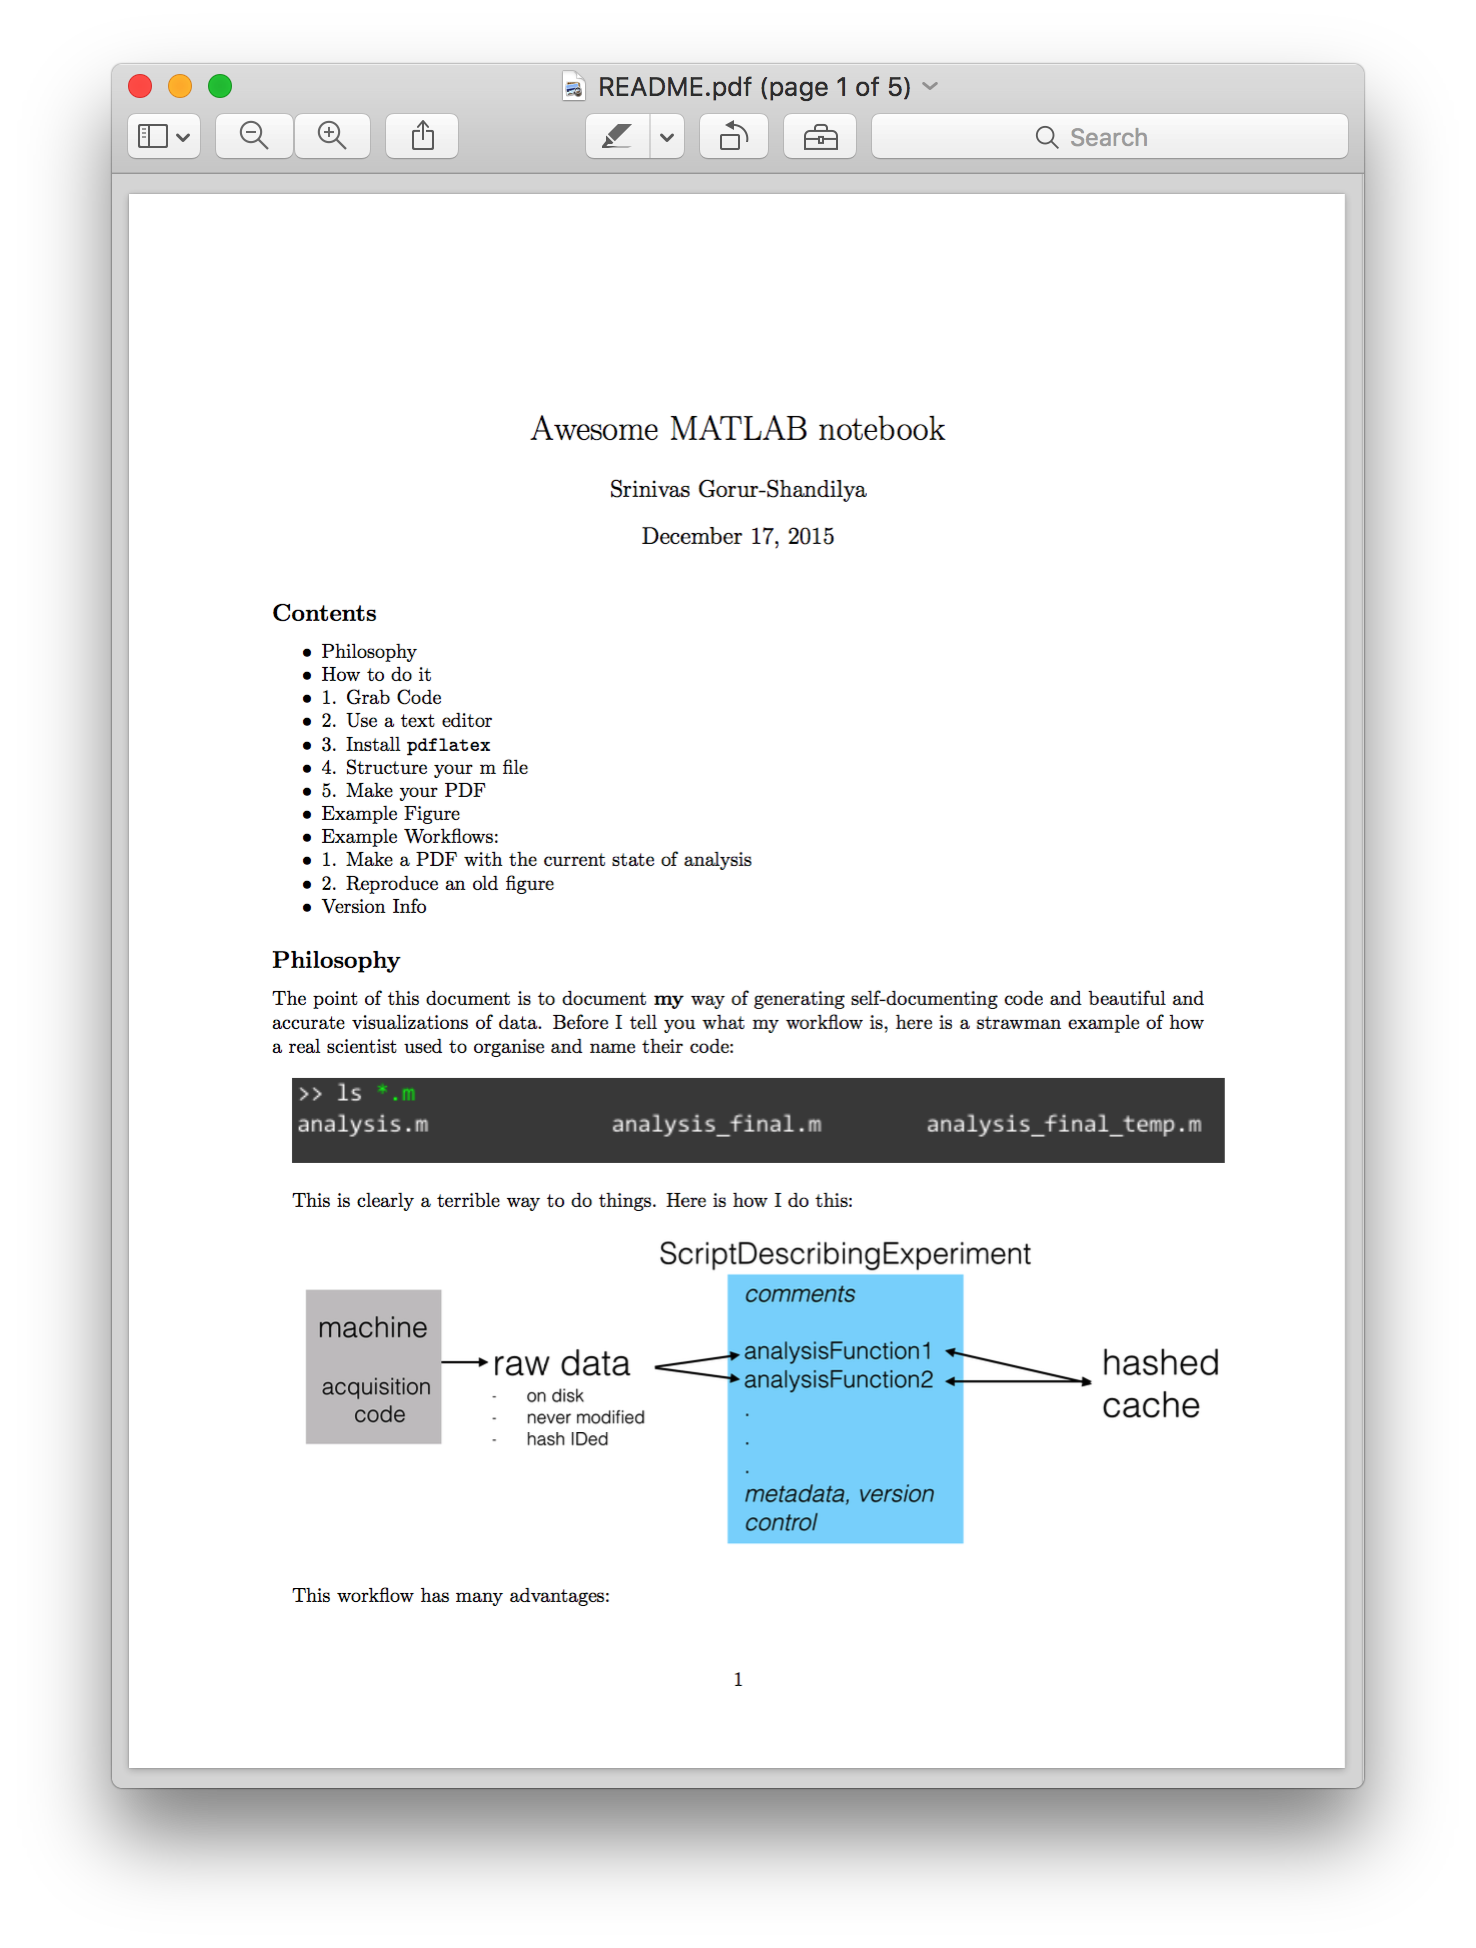 README.pdf (page 1 of 5)
Search
Awesome MATLAB notebook
Srinivas Gorur-Shandilya
December 17, 2015
Contents
• Philosophy
• How to do it
• 1. Grab Code
• 2. Use a text editor
• 3. Install pdflatex
• 4. Structure your m file
• 5. Make your PDF
• Example Figure
• Example Workflows:
• 1. Make a PDF with the current state of analysis
• 2. Reproduce an old figure
• Version Info
Philosophy
The point of this document is to document my way of generating self-documenting code and beautiful and
accurate visualizations of data. Before I tell you what my workflow is, here is a strawman example of how
a real scientist used to organise and name their code:
>> ls *.m
analysis.m analysis_final.m analysis_final_temp.m
This is clearly a terrible way to do things. Here is how I do this:
machine
acquisition
code
raw data
- on disk
- never modified
- hash IDed
ScriptDescribingExperiment
comments
analysisFunction1
analysisFunction2
.
.
.
metadata, version
control
hashed
cache
This workflow has many advantages:
1